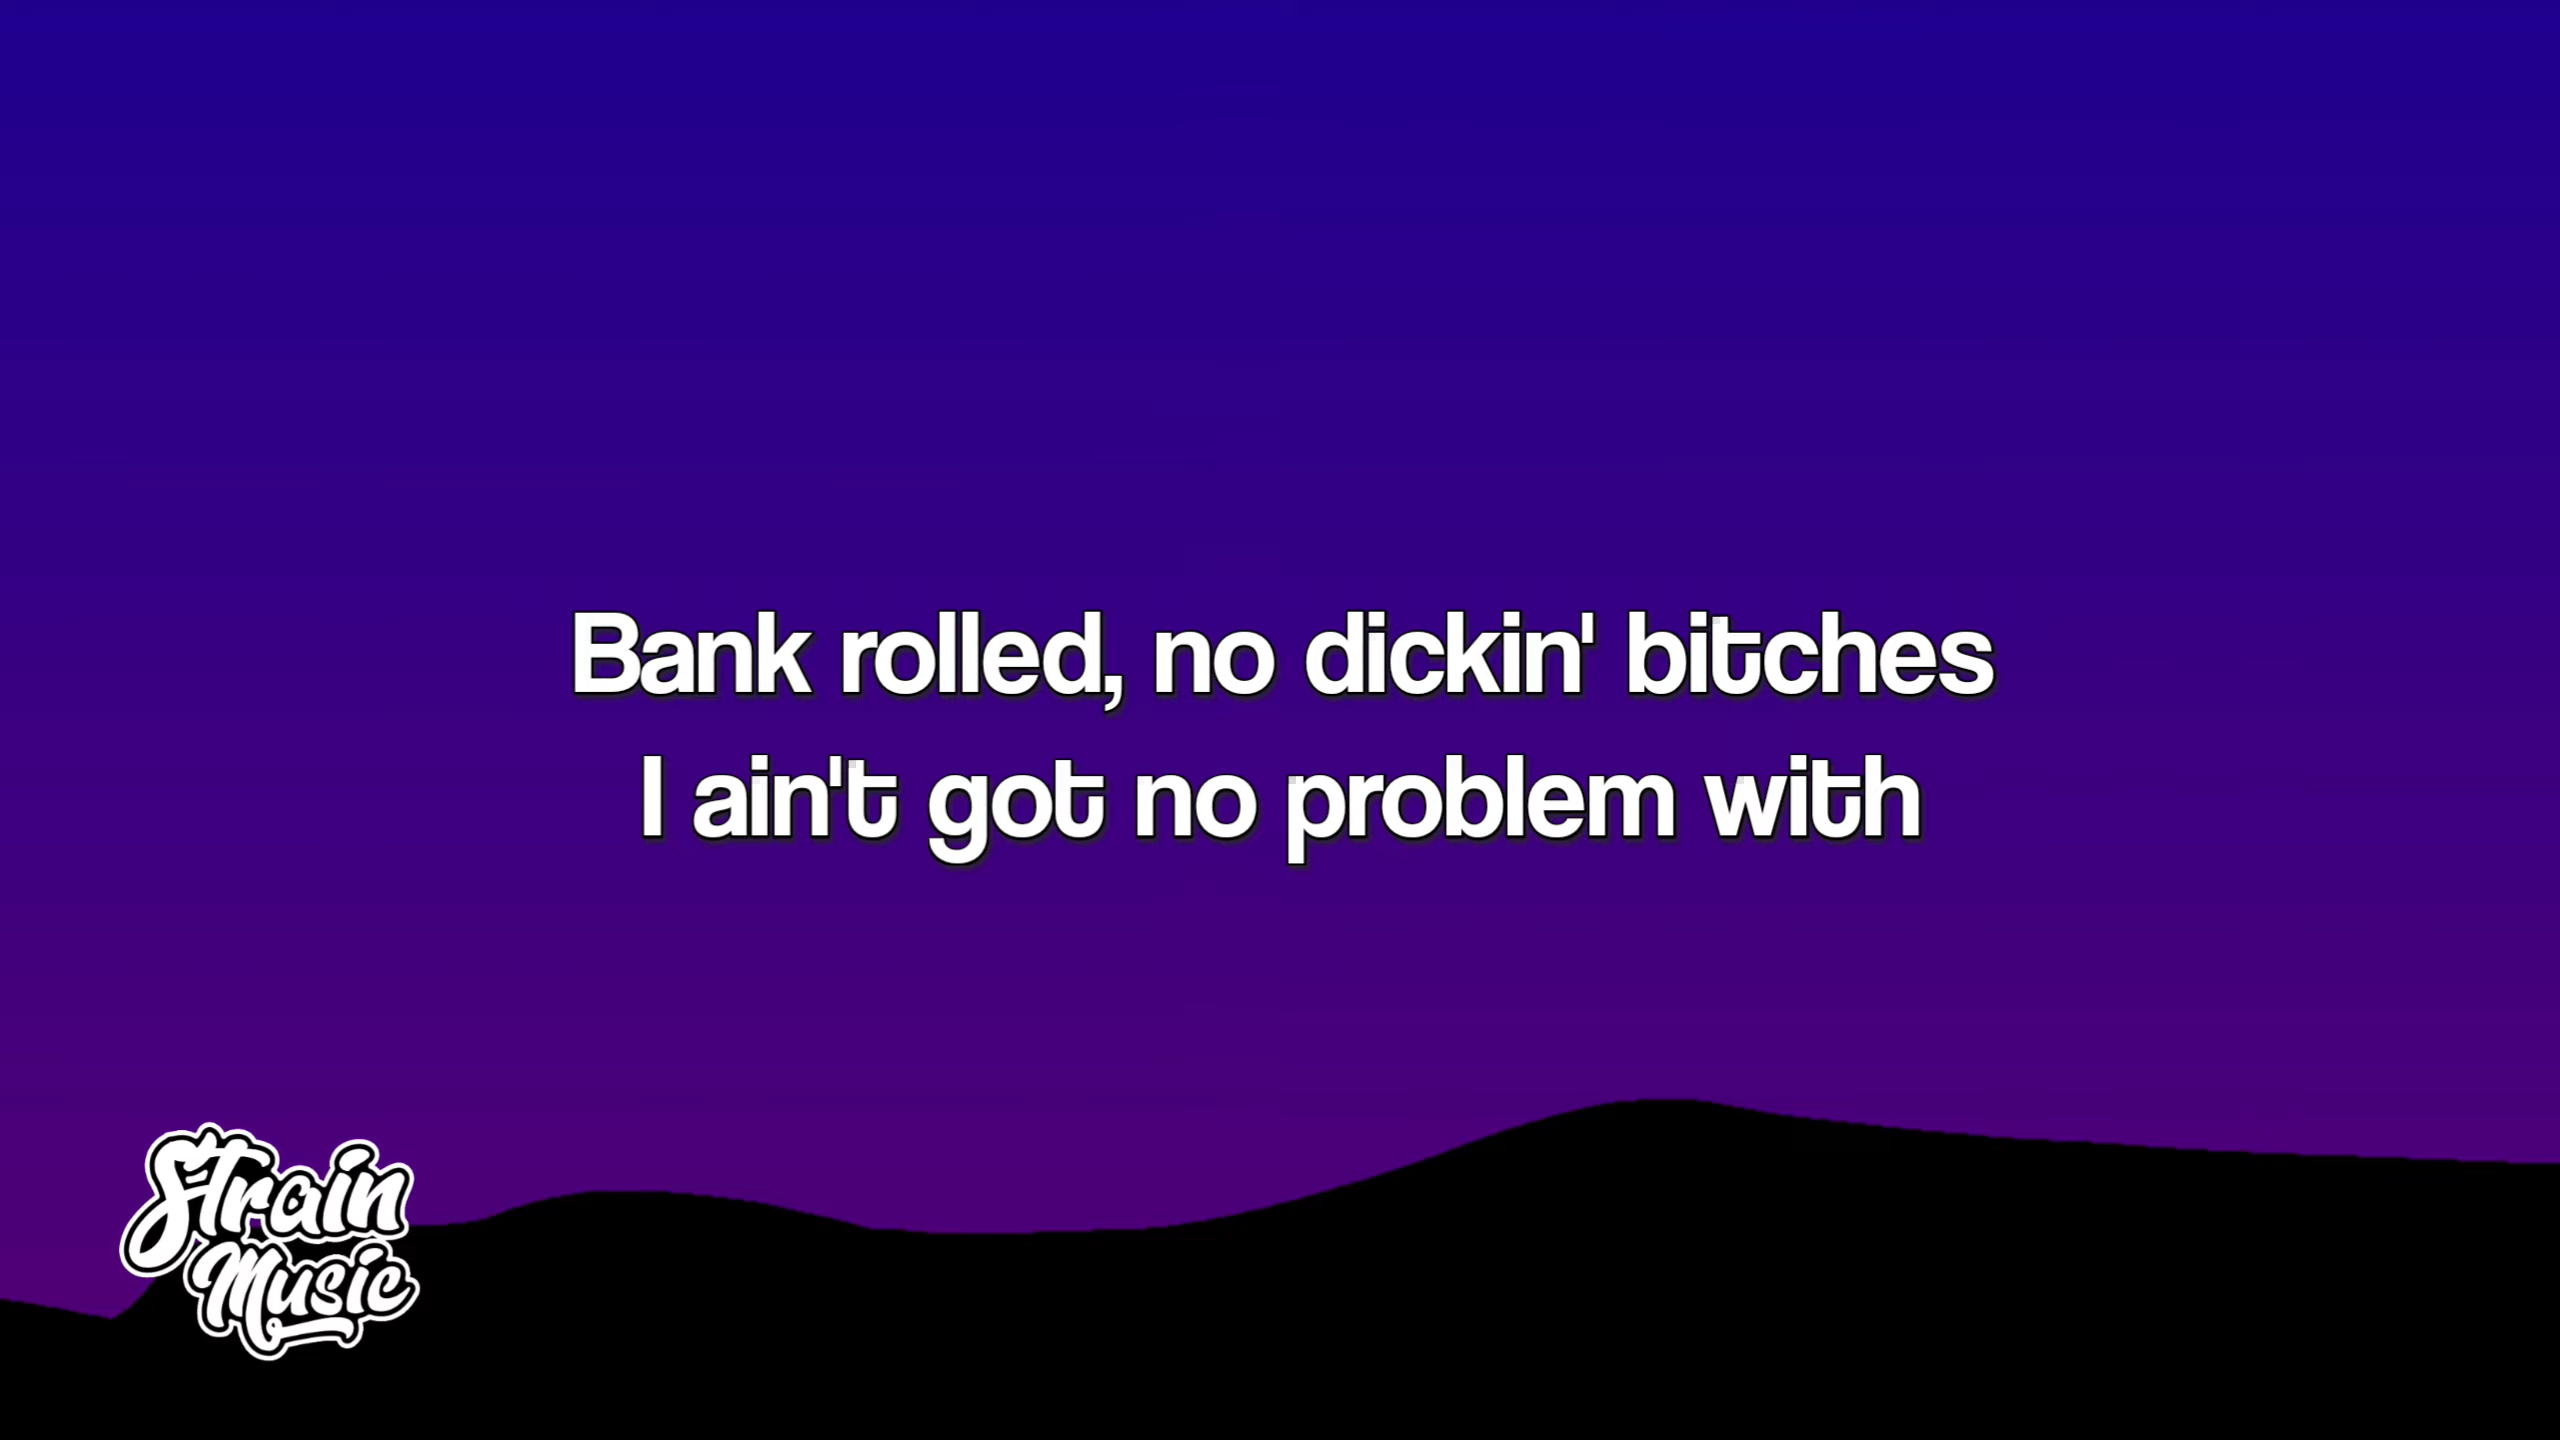 Bank rolled, no dickin' bitches
I ain't got no problem with
Strain
Music